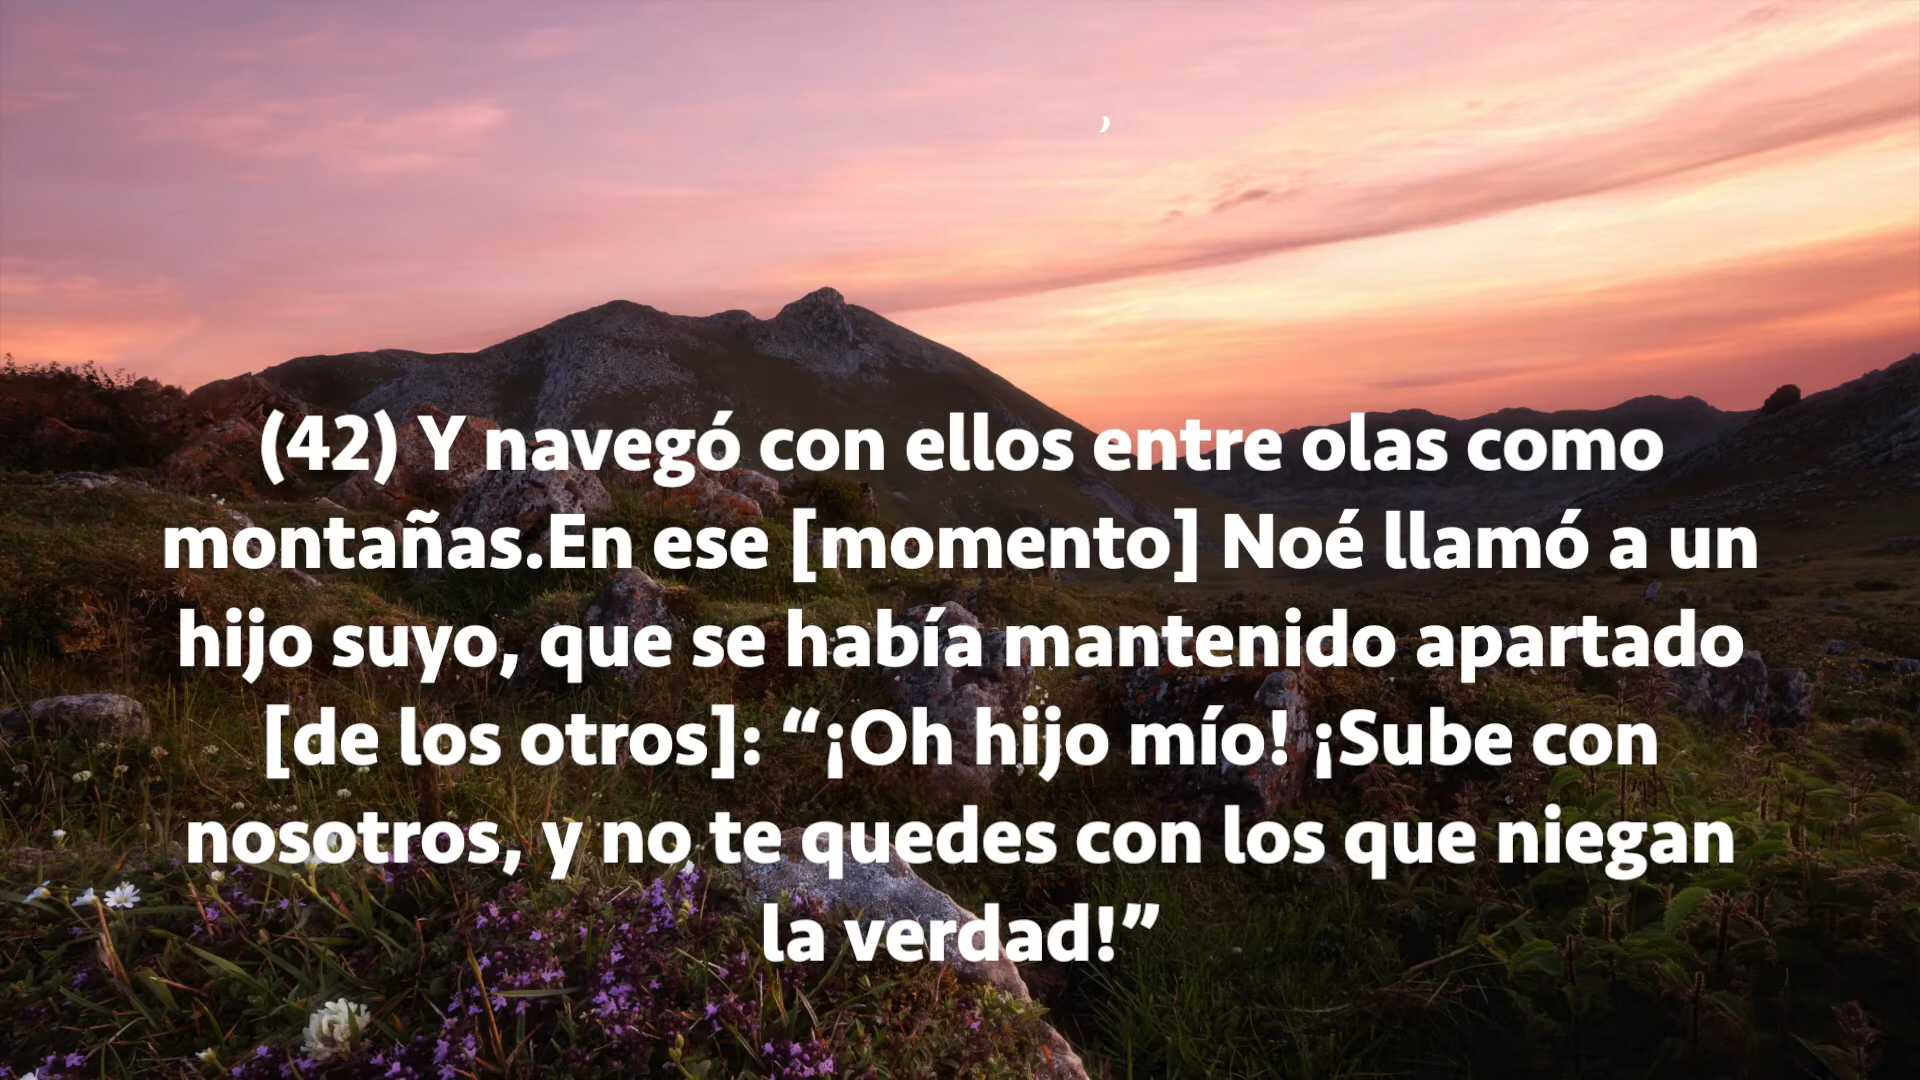 (42) Y navegó con ellos entre olas como
montañas.En ese [momento] Noé llamó a un
hijo suyo, que se había mantenido apartado
[de los otros]: “¡Oh hijo mío! ¡Sube con
nosotros, y no te quedes con los que niegan
la verdad!”